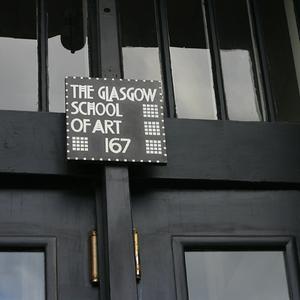 THE GLASGOW
SCHOOL
OF ART
167